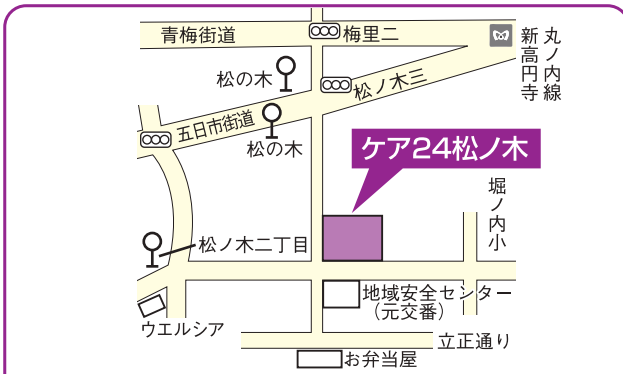 青梅街道
梅里二
丸ノ内線
新高円寺
松の木
松ノ木三
五日市街道
松の木
ケア24松ノ木
堀ノ内小
松ノ木二丁目
地域安全センター
（元交番）
ウエルシア
立正通り
お弁当屋